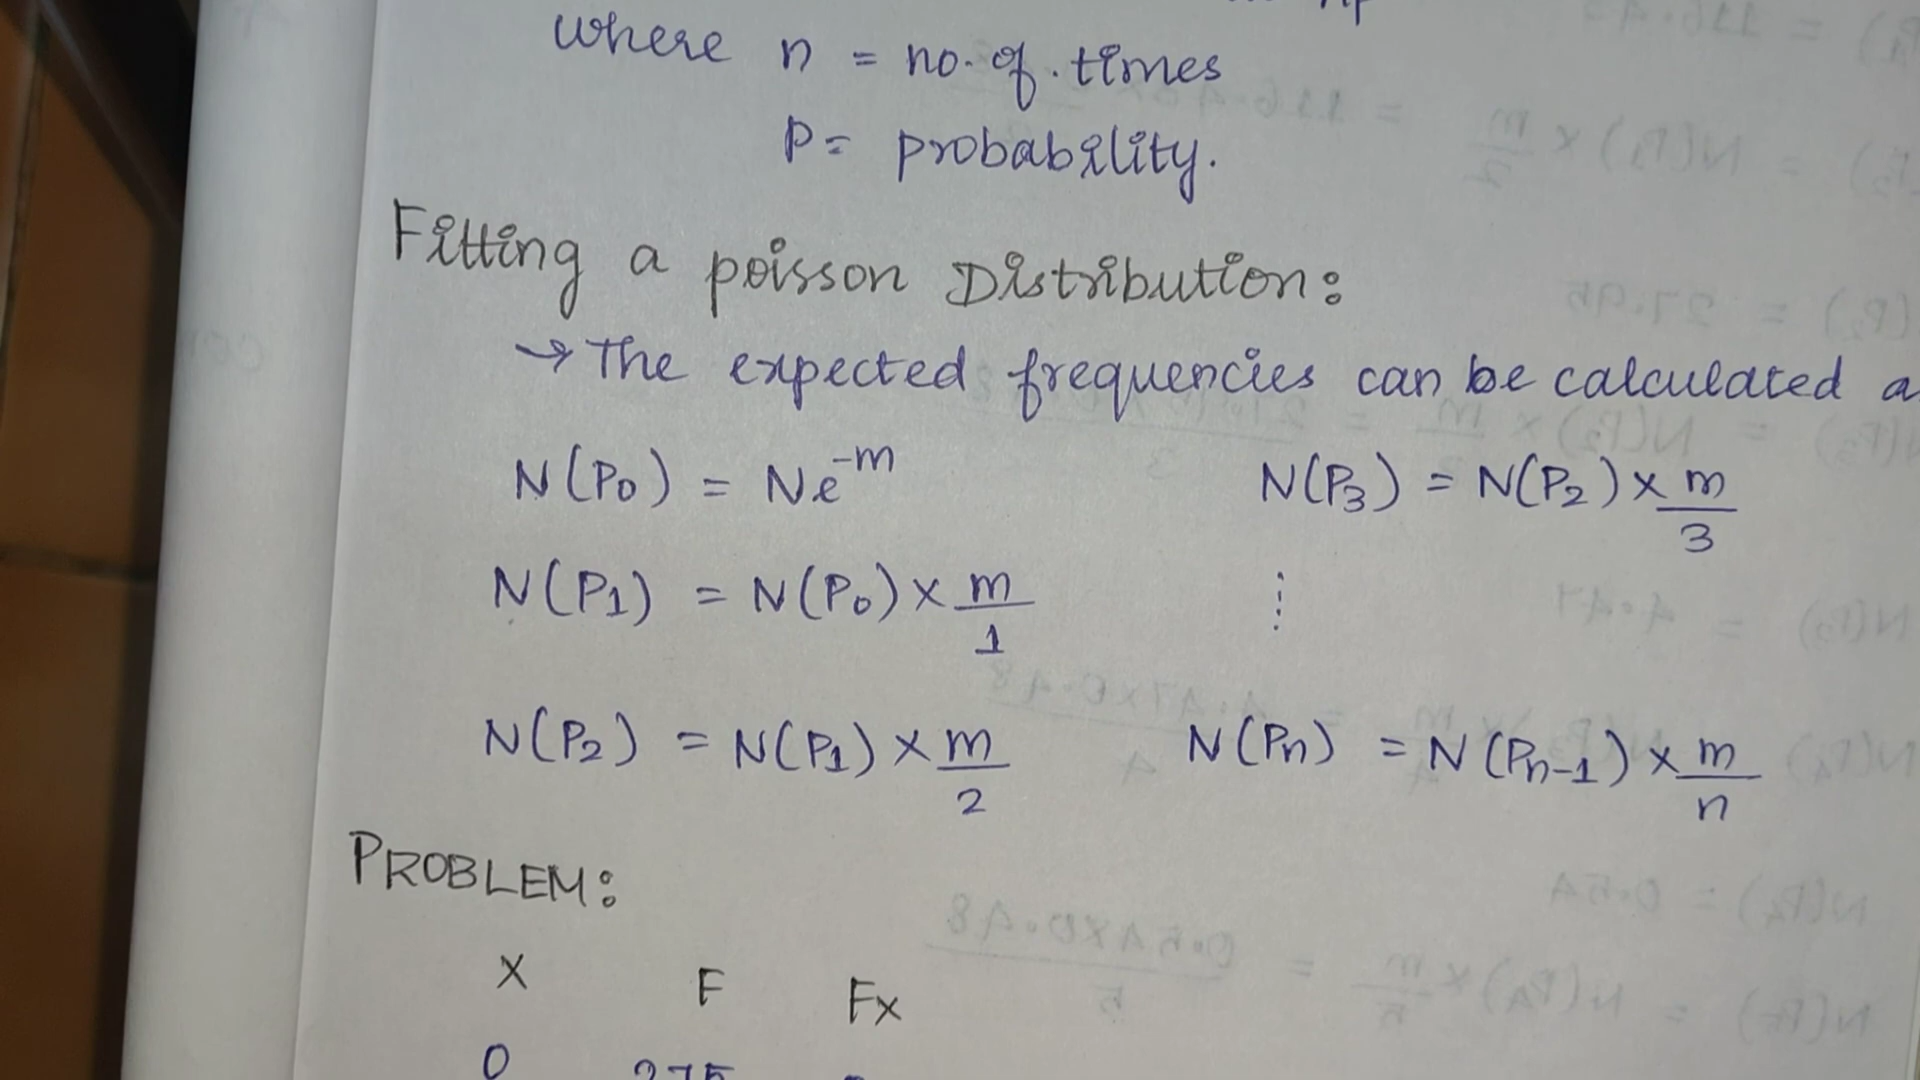 where n = no. of. times
P = probability.
Fitting a poisson Distribution:
→ The expected frequencies can be calculated a
N(P₀) = Ne⁻ᵐ
N(P₃) = N(P₂) × m/3
N(P₁) = N(P₀) × m/1
⋮
N(P₂) = N(P₁) × m/2
N(Pₙ) = N(Pₙ₋₁) × m/n
PROBLEM:
X F Fx
0 275